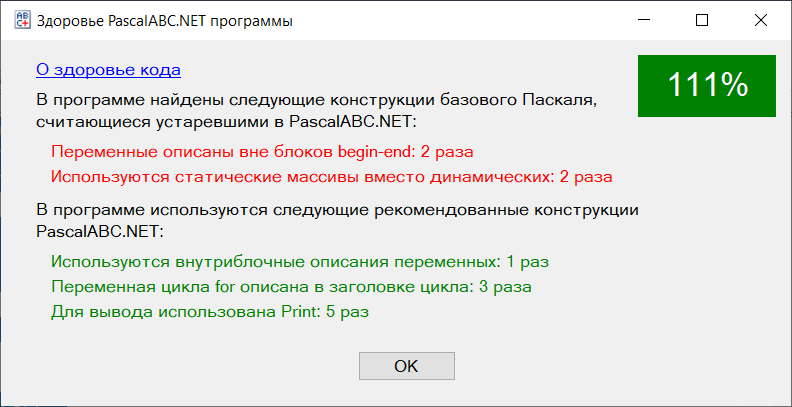 Здоровье PascalABC.NET программы
О здоровье кода
111%
В программе найдены следующие конструкции базового Паскаля,
считающиеся устаревшими в PascalABC.NET:
Переменные описаны вне блоков begin-end: 2 раза
Используются статические массивы вместо динамических: 2 раза
В программе используются следующие рекомендованные конструкции
PascalABC.NET:
Используются внутриблочные описания переменных: 1 раз
Переменная цикла for описана в заголовке цикла: 3 раза
Для вывода использована Print: 5 раз
OK